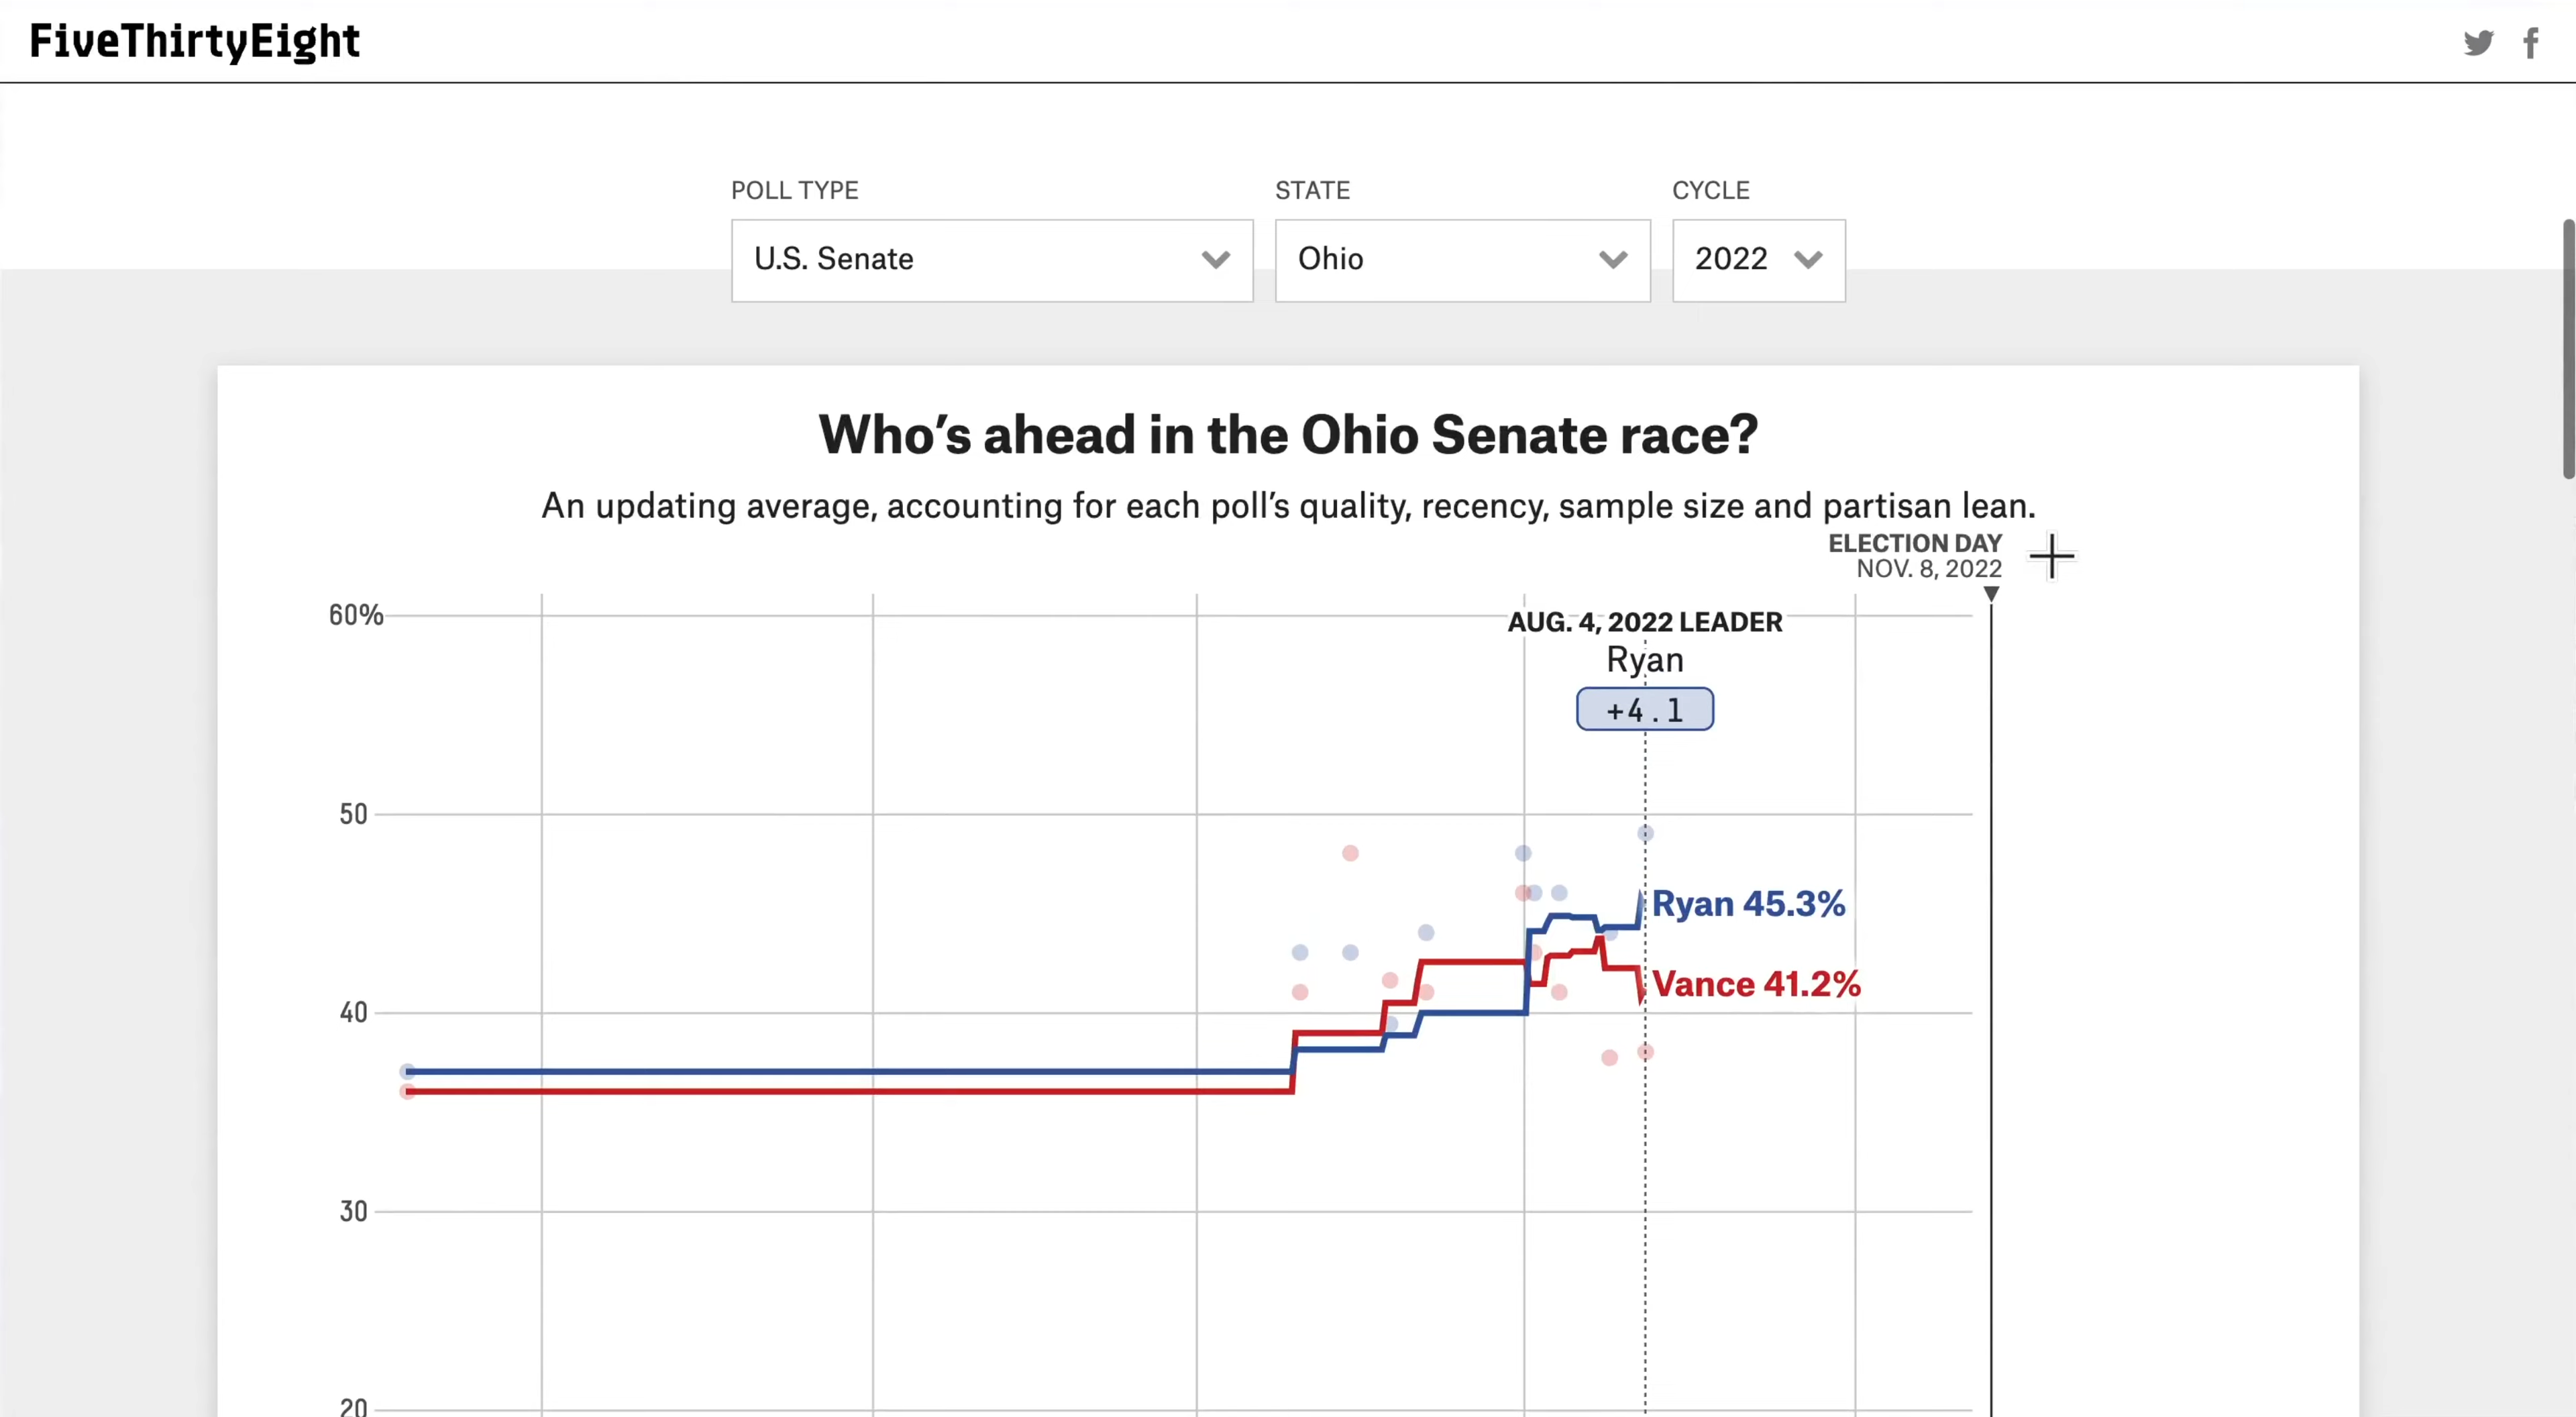 FiveThirtyEight
POLL TYPE
STATE
CYCLE
U.S. Senate
Ohio
2022
Who’s ahead in the Ohio Senate race?
An updating average, accounting for each poll’s quality, recency, sample size and partisan lean.
ELECTION DAY
NOV. 8, 2022
60%
AUG. 4, 2022 LEADER
Ryan
+4.1
50
Ryan 45.3%
Vance 41.2%
40
30
20